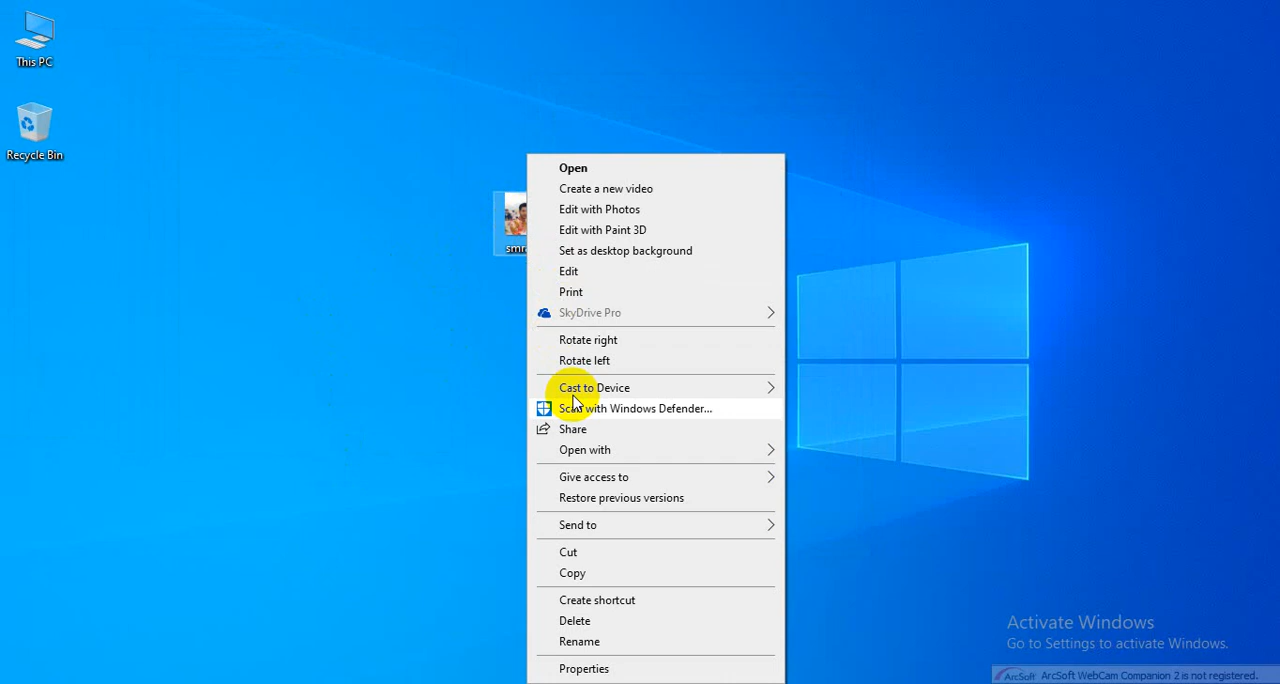 This PC
Recycle Bin
Open
Create a new video
Edit with Photos
Edit with Paint 3D
Set as desktop background
Edit
Print
SkyDrive Pro
Rotate right
Rotate left
Cast to Device
Scan with Windows Defender...
Share
Open with
Give access to
Restore previous versions
Send to
Cut
Copy
Create shortcut
Delete
Rename
Properties
Activate Windows
Go to Settings to activate Windows.
ArcSoft ArcSoft WebCam Companion 2 is not registered.